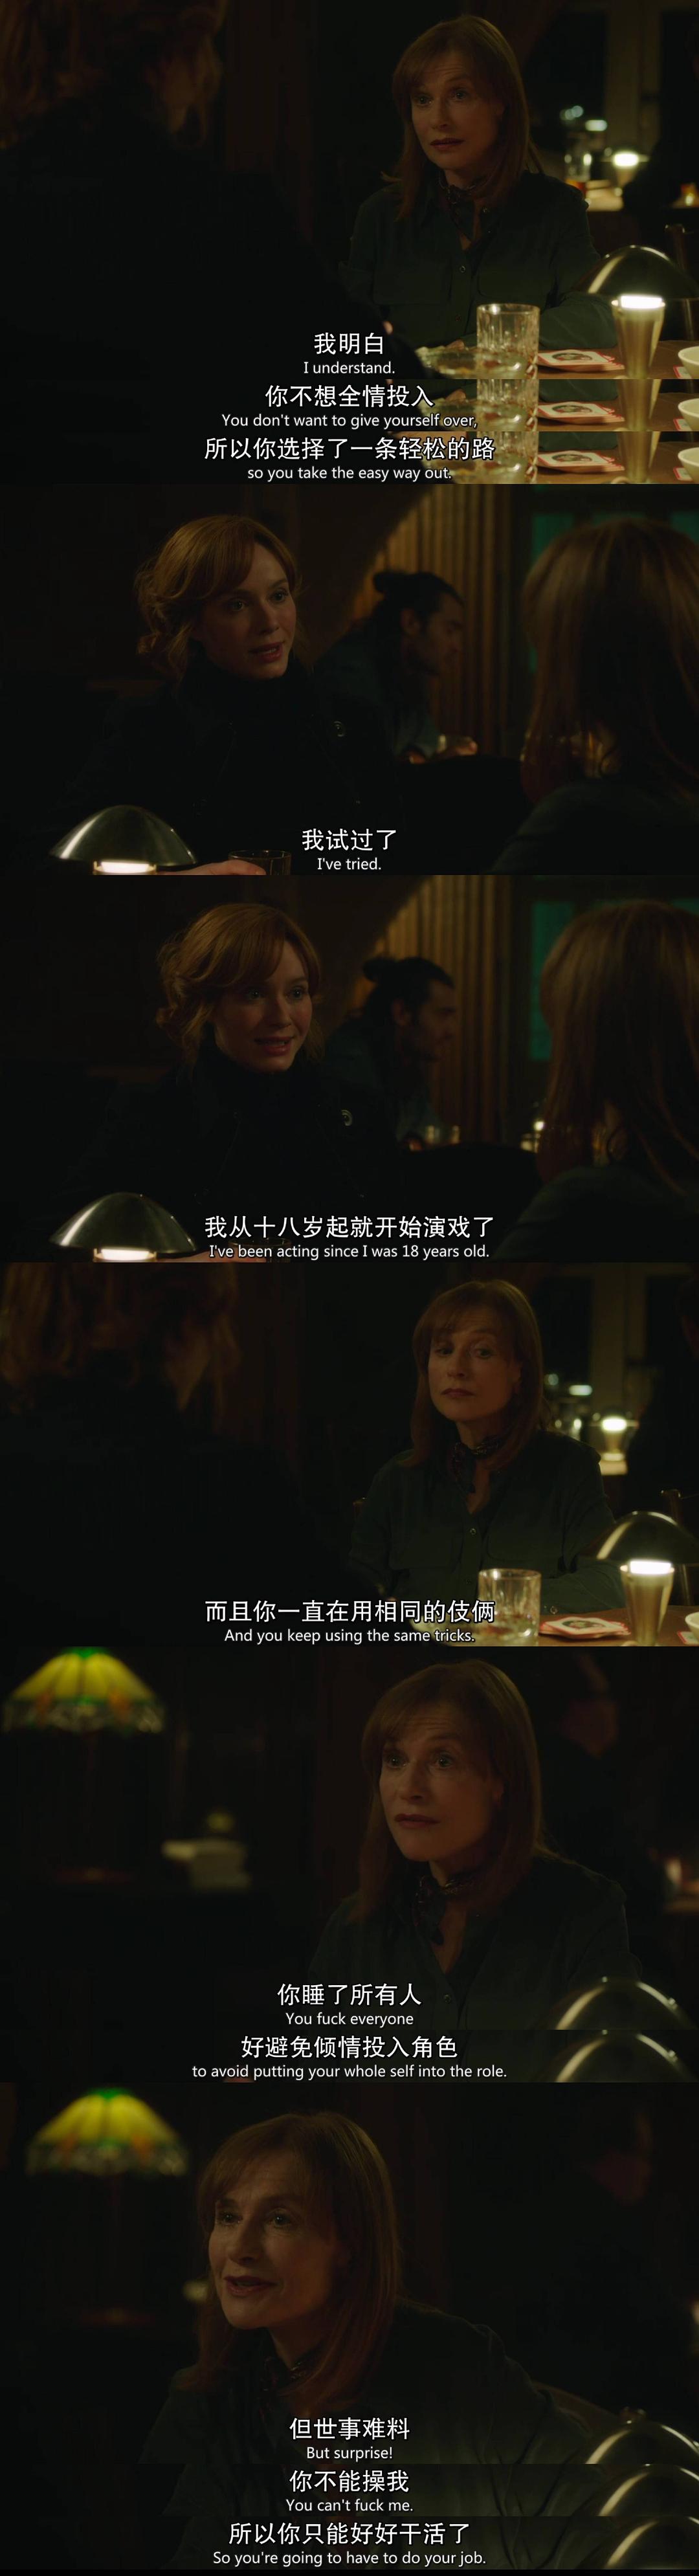 我明白
I understand.
你不想全情投入
You don't want to give yourself over,
所以你选择了一条轻松的路
so you take the easy way out.
我试过了
I've tried.
我从十八岁起就开始演戏了
I've been acting since I was 18 years old.
而且你一直在用相同的伎俩
And you keep using the same tricks.
你睡了所有人
You fuck everyone
好避免倾情投入角色
to avoid putting your whole self into the role.
但世事难料
But surprise!
你不能操我
You can't fuck me.
所以你只能好好干活了
So you're going to have to do your job.